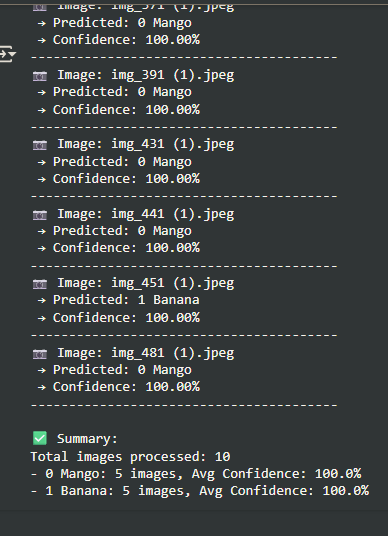 📷 Image: img_371 (1).jpeg
→ Predicted: 0 Mango
→ Confidence: 100.00%
----------------------------------------
📷 Image: img_391 (1).jpeg
→ Predicted: 0 Mango
→ Confidence: 100.00%
----------------------------------------
📷 Image: img_431 (1).jpeg
→ Predicted: 0 Mango
→ Confidence: 100.00%
----------------------------------------
📷 Image: img_441 (1).jpeg
→ Predicted: 0 Mango
→ Confidence: 100.00%
----------------------------------------
📷 Image: img_451 (1).jpeg
→ Predicted: 1 Banana
→ Confidence: 100.00%
----------------------------------------
📷 Image: img_481 (1).jpeg
→ Predicted: 0 Mango
→ Confidence: 100.00%
----------------------------------------
✅ Summary:
Total images processed: 10
- 0 Mango: 5 images, Avg Confidence: 100.0%
- 1 Banana: 5 images, Avg Confidence: 100.0%